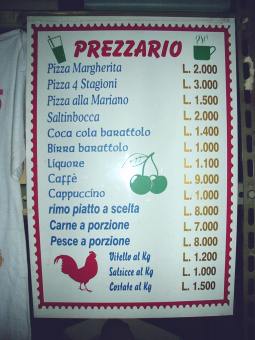 PREZZARIO
Pizza Margherita L. 2.000
Pizza 4 Stagioni L. 3.000
Pizza alla Mariano L. 1.500
Saltinbocca L. 2.000
Coca cola barattolo L. 1.400
Birra barattolo L. 1.000
Liquore L. 1.100
Caffè L. 9.000
Cappuccino L. 1.000
rimo piatto a scelta L. 8.000
Carne a porzione L. 7.000
Pesce a porzione L. 8.000
Vitello al Kg L. 1.200
Salsicce al Kg L. 1.000
Costate al Kg L. 1.500